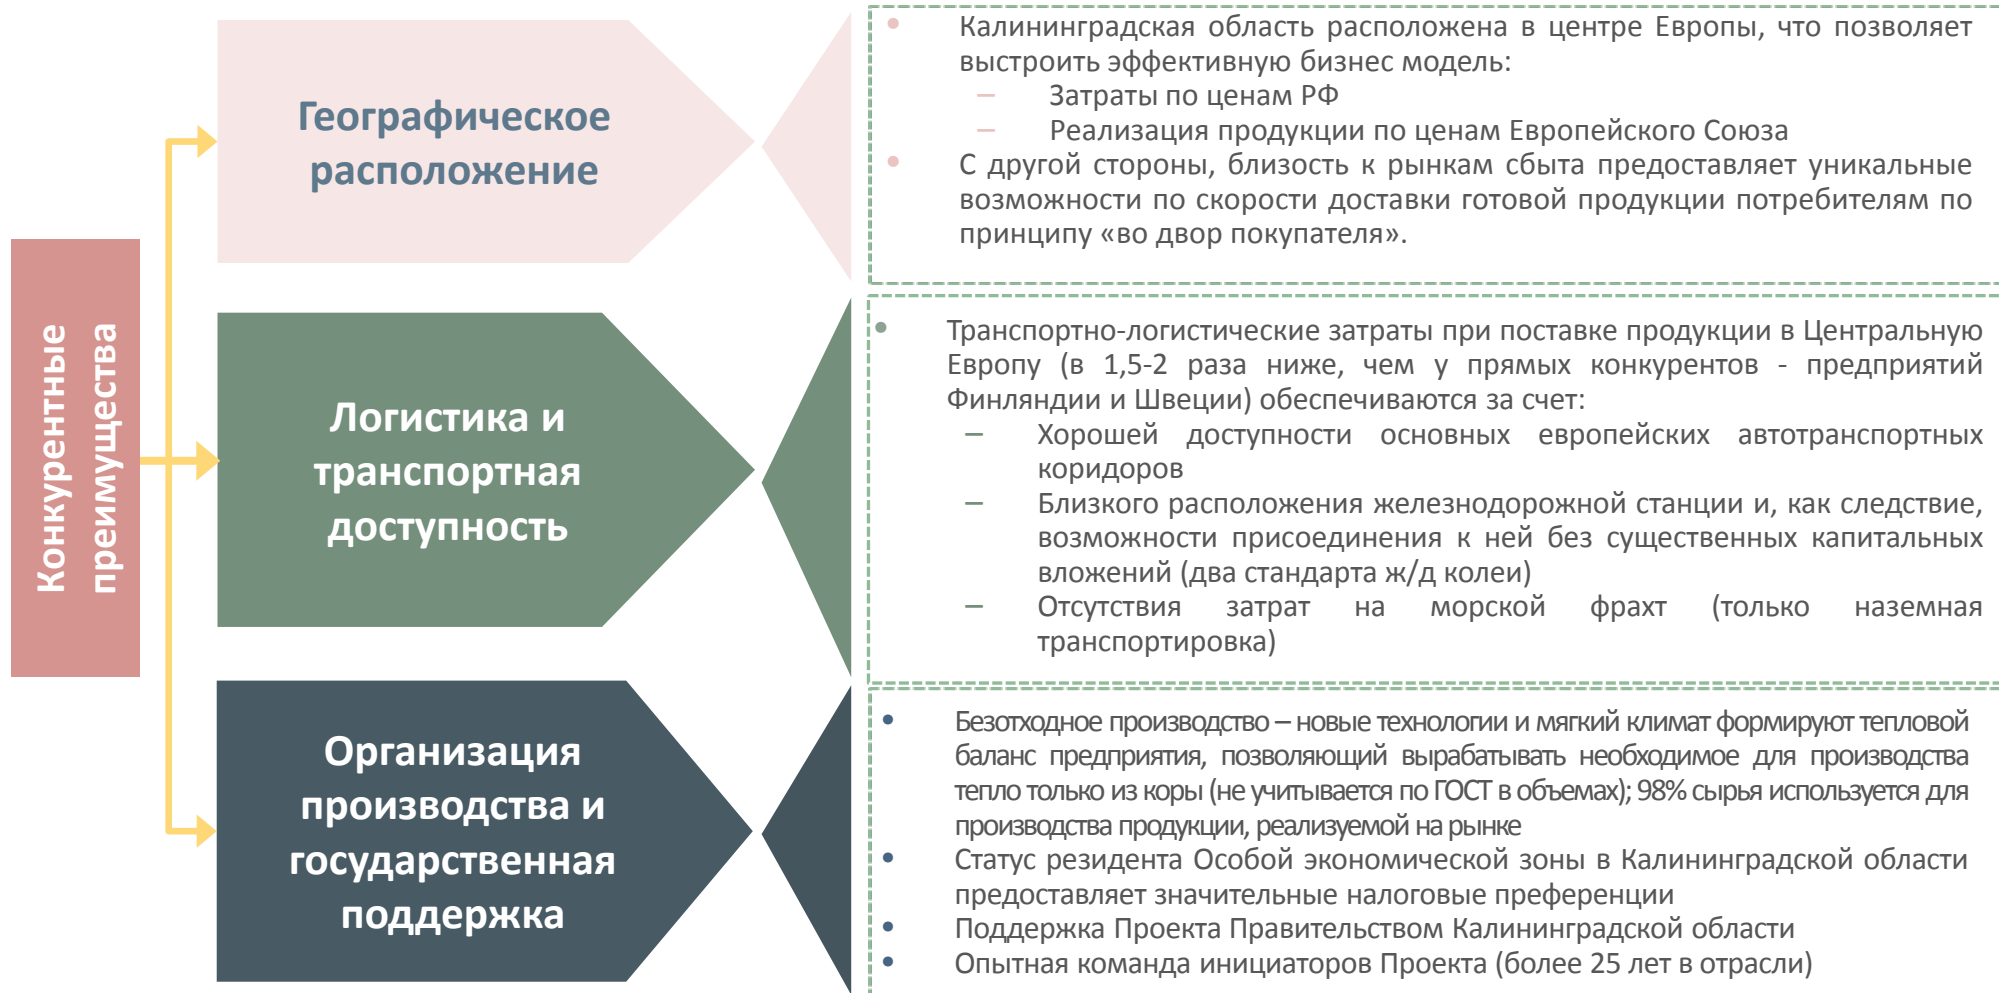 Конкурентные
преимущества
Географическое
расположение
• Калининградская область расположена в центре Европы, что позволяет
выстроить эффективную бизнес модель:
– Затраты по ценам РФ
– Реализация продукции по ценам Европейского Союза
• С другой стороны, близость к рынкам сбыта предоставляет уникальные
возможности по скорости доставки готовой продукции потребителям по
принципу «во двор покупателя».
Логистика и
транспортная
доступность
• Транспортно-логистические затраты при поставке продукции в Центральную
Европу (в 1,5-2 раза ниже, чем у прямых конкурентов - предприятий
Финляндии и Швеции) обеспечиваются за счет:
– Хорошей доступности основных европейских автотранспортных
коридоров
– Близкого расположения железнодорожной станции и, как следствие,
возможности присоединения к ней без существенных капитальных
вложений (два стандарта ж/д колеи)
– Отсутствия затрат на морской фрахт (только наземная
транспортировка)
Организация
производства и
государственная
поддержка
• Безотходное производство – новые технологии и мягкий климат формируют тепловой
баланс предприятия, позволяющий вырабатывать необходимое для производства
тепло только из коры (не учитывается по ГОСТ в объемах); 98% сырья используется для
производства продукции, реализуемой на рынке
• Статус резидента Особой экономической зоны в Калининградской области
предоставляет значительные налоговые преференции
• Поддержка Проекта Правительством Калининградской области
• Опытная команда инициаторов Проекта (более 25 лет в отрасли)